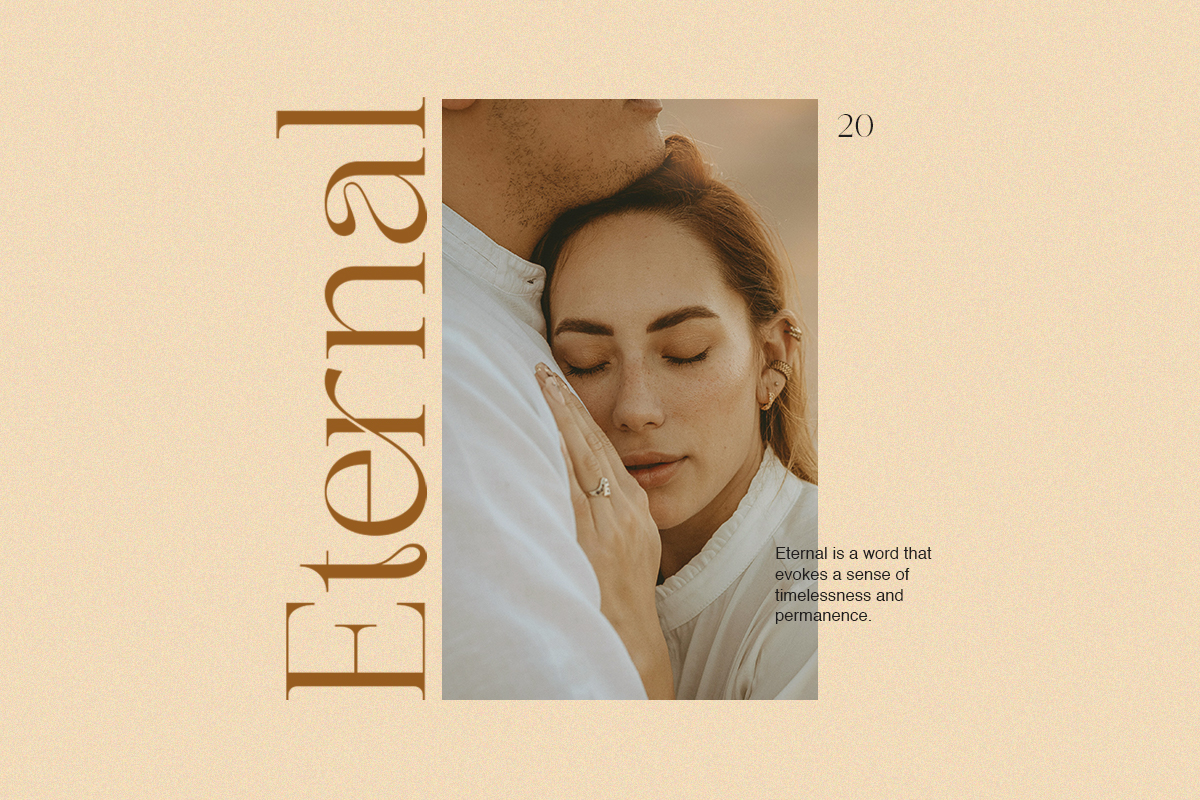 Eternal
20
Eternal is a word that
evokes a sense of
timelessness and
permanence.